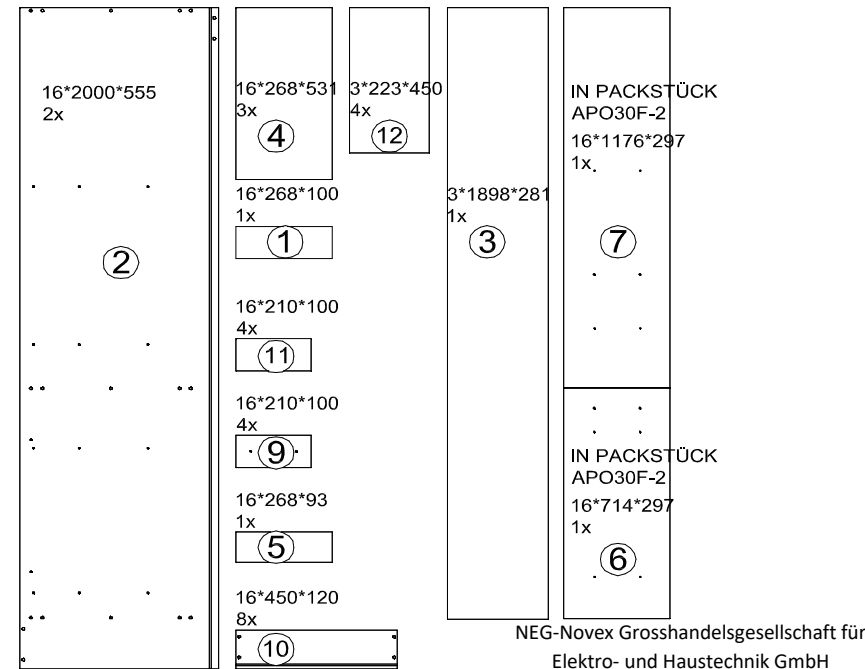 16*2000*555
2x
2
16*268*531
3x
4
3*223*450
4x
12
16*268*100
1x
1
16*210*100
4x
11
16*210*100
4x
9
16*268*93
1x
5
16*450*120
8x
10
3*1898*281
1x
3
IN PACKSTÜCK
APO30F-2
16*1176*297
1x
7
IN PACKSTÜCK
APO30F-2
16*714*297
1x
6
NEG-Novex Grosshandelsgesellschaft für
Elektro- und Haustechnik GmbH